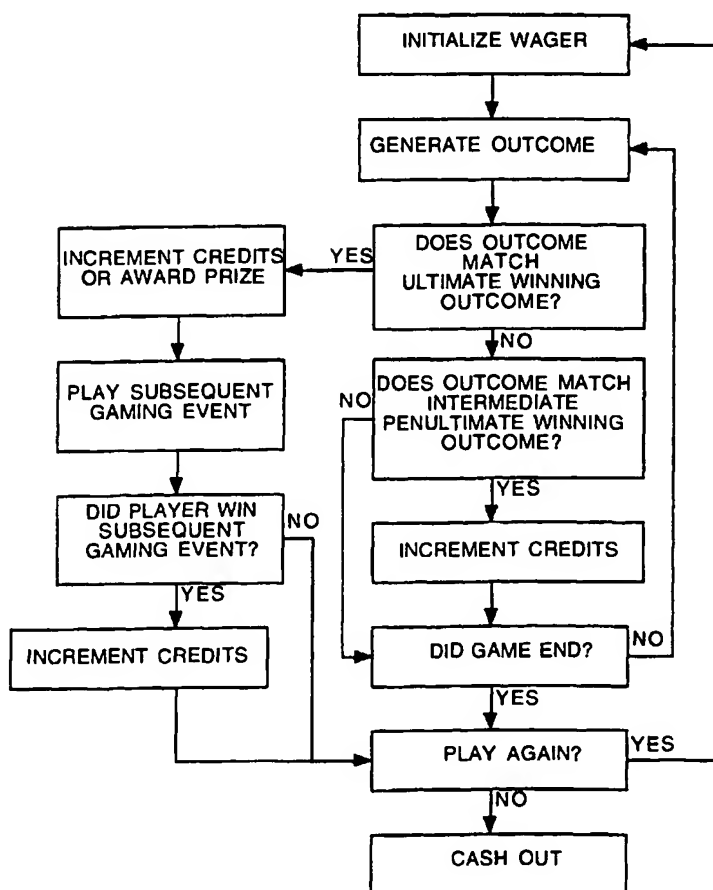 INITIALIZE WAGER
GENERATE OUTCOME
DOES OUTCOME
MATCH
ULTIMATE WINNING
OUTCOME?
YES
INCREMENT CREDITS
OR AWARD PRIZE
NO
PLAY SUBSEQUENT
GAMING EVENT
DOES OUTCOME MATCH
INTERMEDIATE
PENULTIMATE WINNING
OUTCOME?
NO
YES
DID PLAYER WIN
SUBSEQUENT
GAMING EVENT?
NO
YES
INCREMENT CREDITS
INCREMENT CREDITS
DID GAME END?
NO
YES
PLAY AGAIN?
YES
NO
CASH OUT